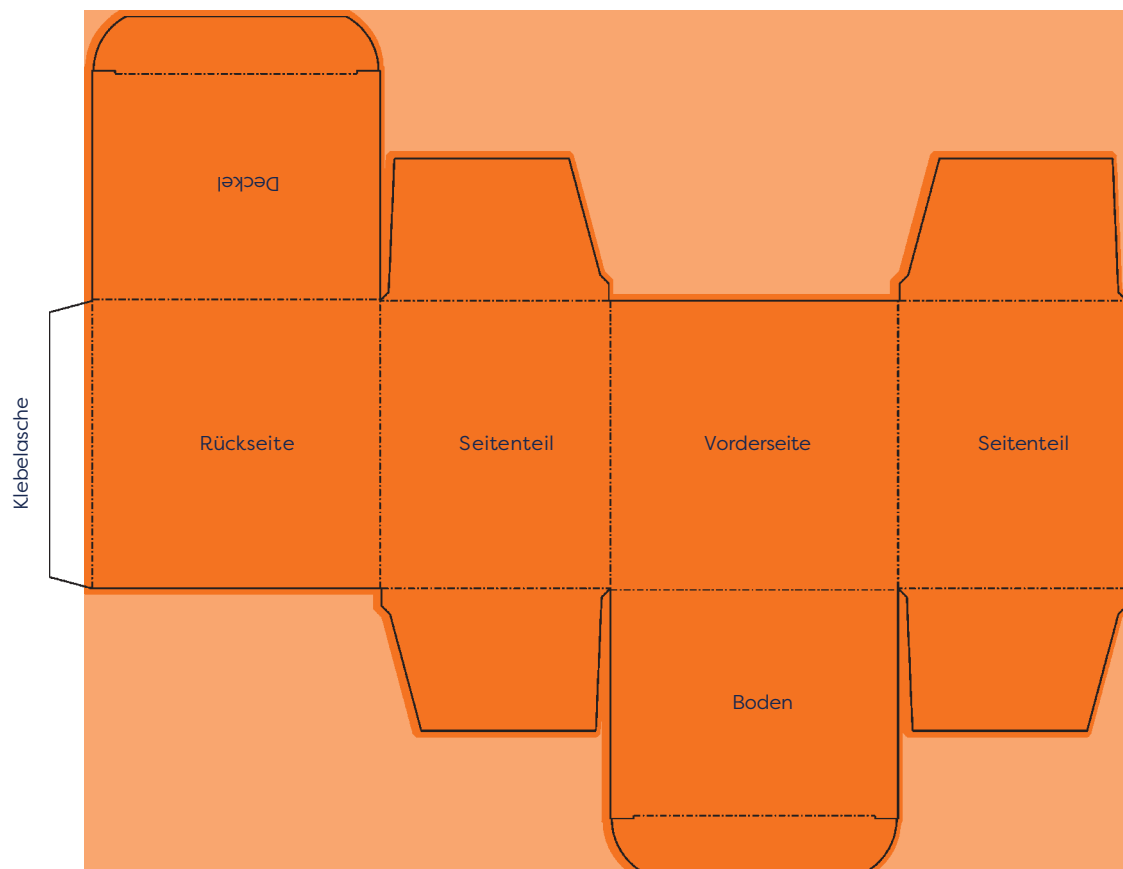 Deckel
Klebelasche
Rückseite
Seitenteil
Vorderseite
Seitenteil
Boden